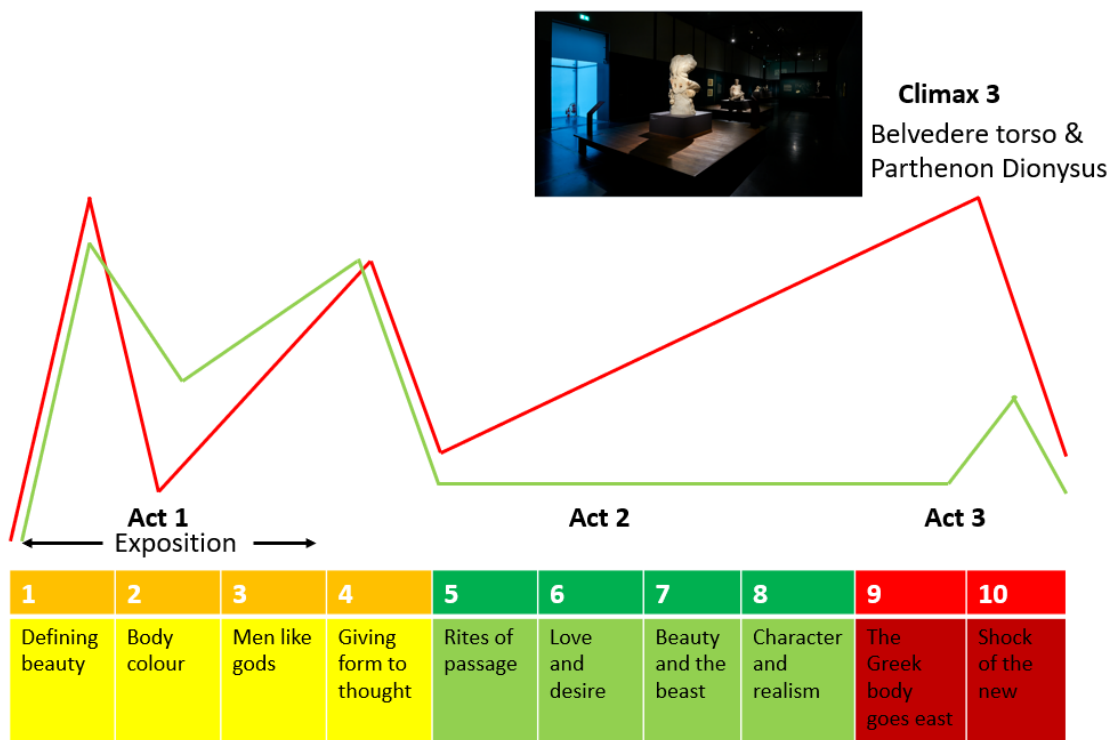 Climax 3
Belvedere torso &
Parthenon Dionysus
Act 1
Act 2
Act 3
Exposition
1
2
3
4
5
6
7
8
9
10
Defining
beauty
Body
colour
Men like
gods
Giving
form to
thought
Rites of
passage
Love
and
desire
Beauty
and the
beast
Character
and
realism
The
Greek
body
goes east
Shock
of the
new